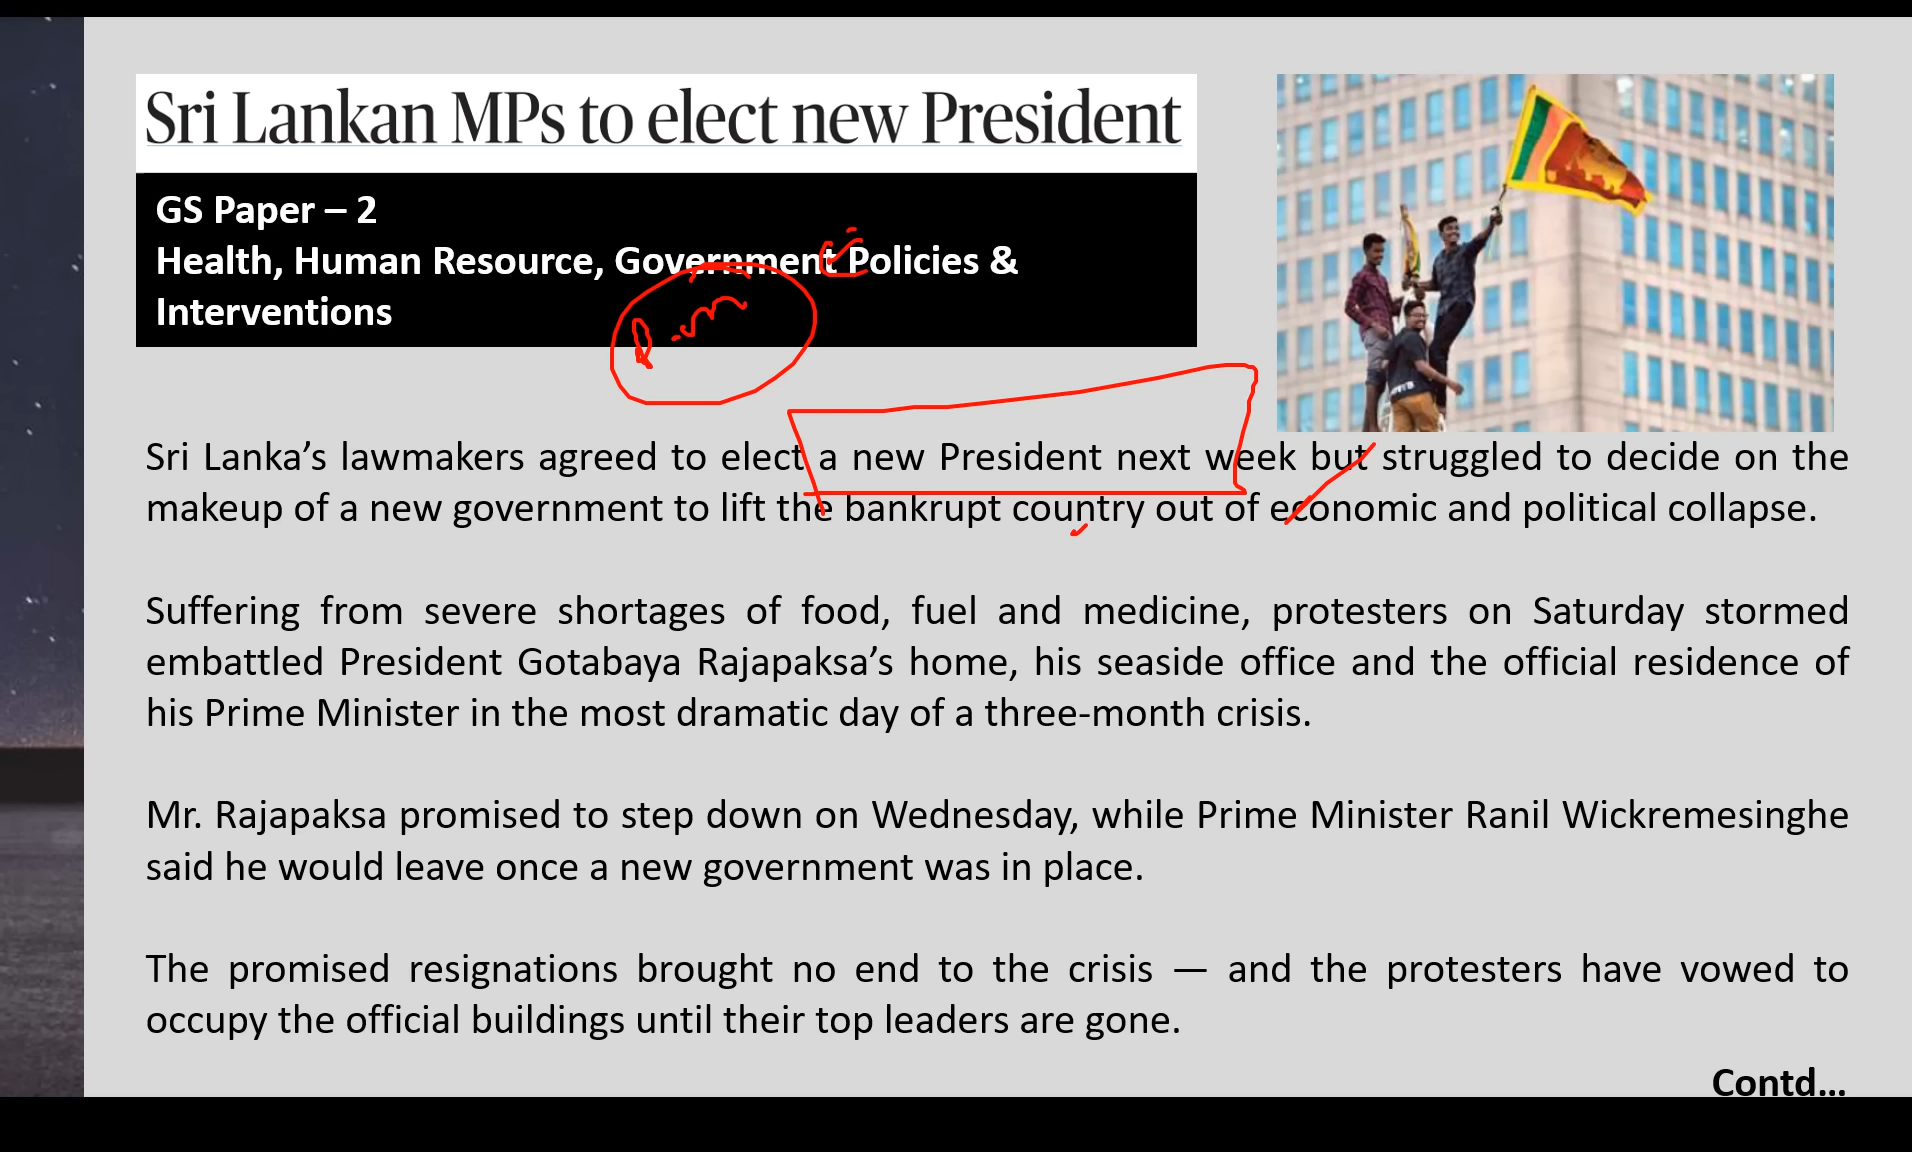 Sri Lankan MPs to elect new President
GS Paper – 2
Health, Human Resource, Government Policies &
Interventions
Sri Lanka’s lawmakers agreed to elect a new President next week but struggled to decide on the
makeup of a new government to lift the bankrupt country out of economic and political collapse.
Suffering from severe shortages of food, fuel and medicine, protesters on Saturday stormed
embattled President Gotabaya Rajapaksa’s home, his seaside office and the official residence of
his Prime Minister in the most dramatic day of a three-month crisis.
Mr. Rajapaksa promised to step down on Wednesday, while Prime Minister Ranil Wickremesinghe
said he would leave once a new government was in place.
The promised resignations brought no end to the crisis — and the protesters have vowed to
occupy the official buildings until their top leaders are gone.
Contd...